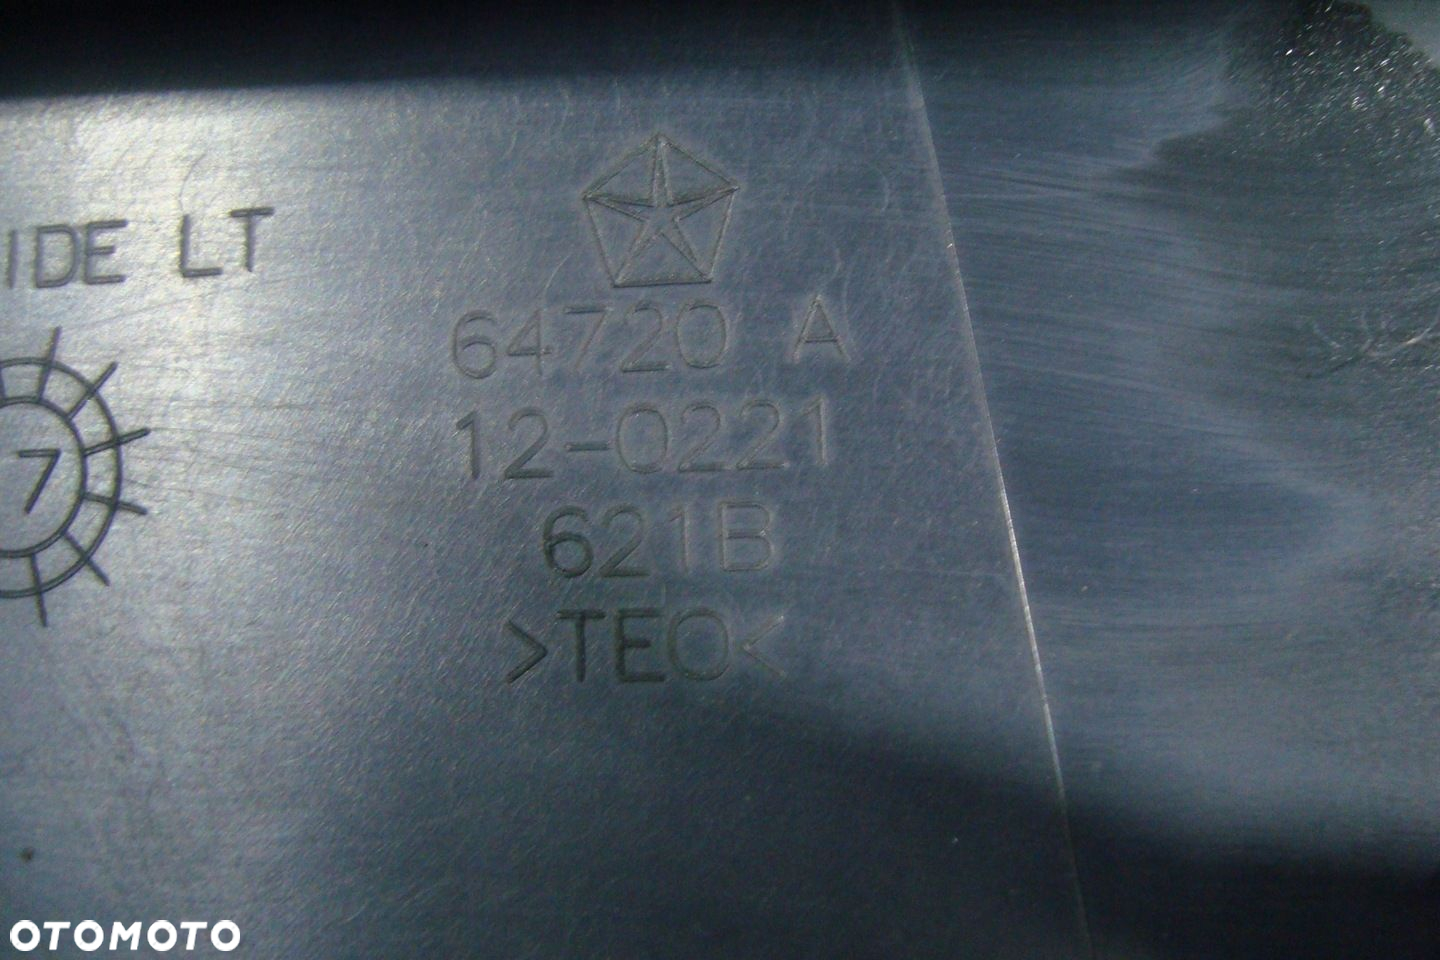 IDE LT
64720 A
12-0221
7
621B
>TEO<
OTOMOTO